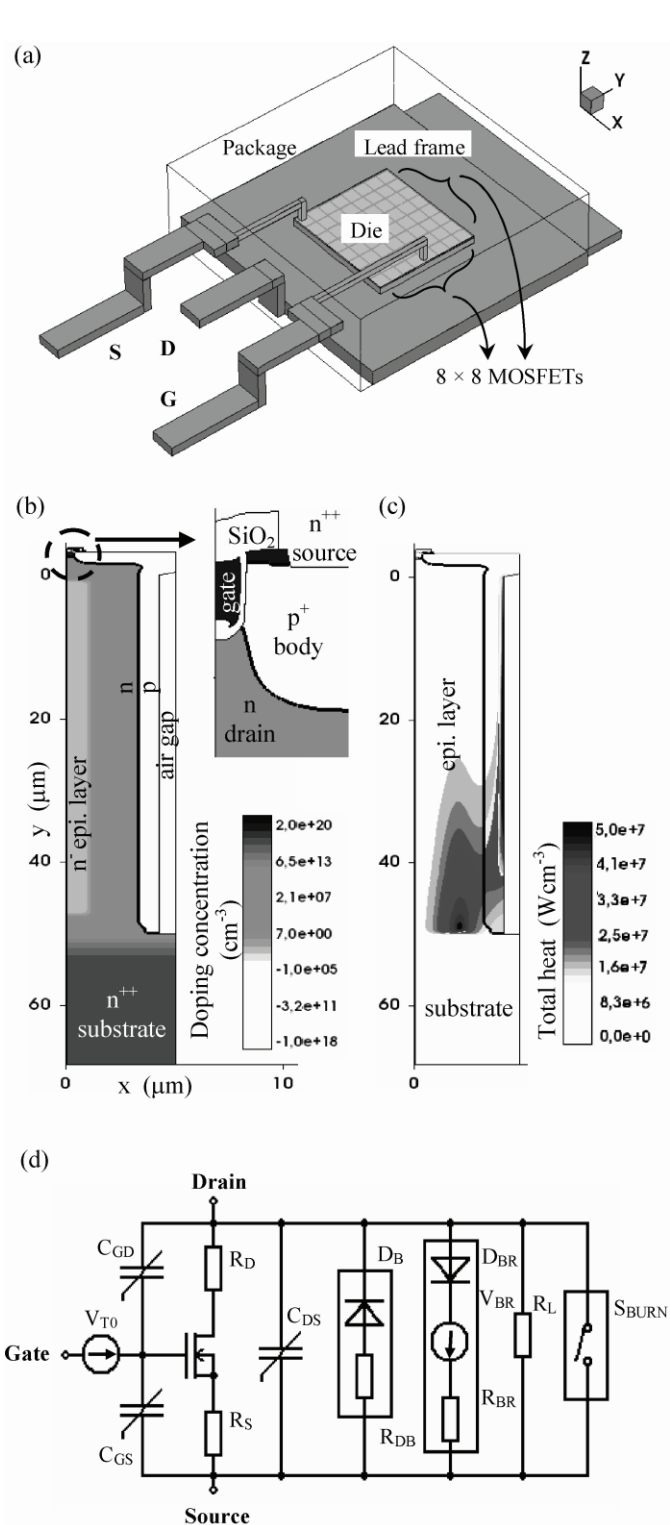 (a)
Z
Y
X
Package
Lead frame
Die
S
D
G
8 × 8 MOSFETs
(b)
SiO2
n++
source
gate
p+
body
n
drain
0
20
40
60
y (μm)
n- epi. layer
n
p
air gap
n++
substrate
0
10
x (μm)
Doping concentration
(cm-3)
2,0e+20
6,5e+13
2,1e+07
7,0e+00
-1,0e+05
-3,2e+11
-1,0e+18
(c)
0
20
40
60
epi. layer
substrate
0
Total heat (Wcm-3)
5,0e+7
4,1e+7
3,3e+7
2,5e+7
1,6e+7
8,3e+6
0,0e+0
(d)
Drain
CGD
RD
VT0
Gate
CGS
RS
CDS
DB
RDB
DBR
VBR
RBR
RL
SBURN
Source